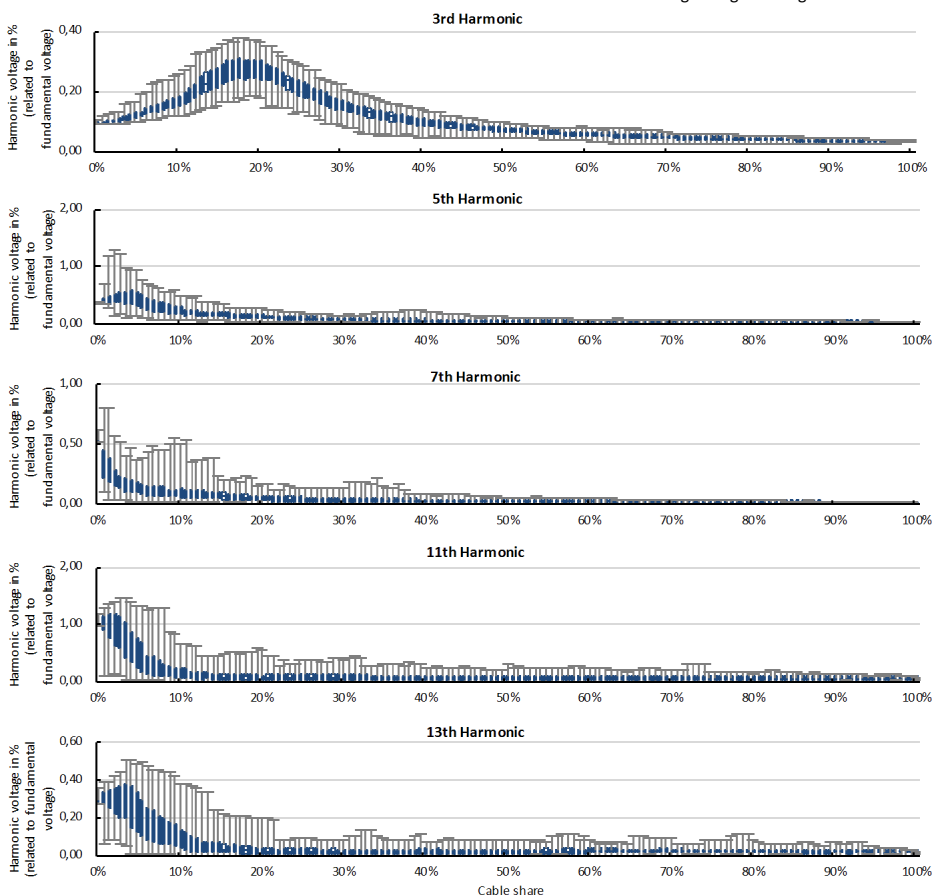 3rd Harmonic
Harmonic voltage in %
(related to
fundamental voltage)
0,40
0,20
0,00
0% 10% 20% 30% 40% 50% 60% 70% 80% 90% 100%
5th Harmonic
Harmonic voltage in %
(related to
fundamental voltage)
2,00
1,00
0,00
0% 10% 20% 30% 40% 50% 60% 70% 80% 90% 100%
7th Harmonic
Harmonic voltage in %
(related to
fundamental voltage)
1,00
0,50
0,00
0% 10% 20% 30% 40% 50% 60% 70% 80% 90% 100%
11th Harmonic
Harmonic voltage in %
(related to
fundamental voltage)
2,00
1,00
0,00
0% 10% 20% 30% 40% 50% 60% 70% 80% 90% 100%
13th Harmonic
Harmonic voltage in %
(related to fundamental
voltage)
0,60
0,40
0,20
0,00
0% 10% 20% 30% 40% 50% 60% 70% 80% 90% 100%
Cable share